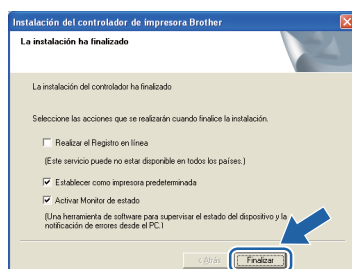 Instalación del controlador de impresora Brother
La instalación ha finalizado
La instalación del controlador ha finalizado
Seleccione las acciones que se realizarán cuando finalice la instalación.
Realizar el Registro en línea
(Este servicio puede no estar disponible en todos los países.)
Establecer como impresora predeterminada
Activar Monitor de estado
(Una herramienta de software para supervisar el estado del dispositivo y la
notificación de errores desde el PC.)
< Atrás
Finalizar